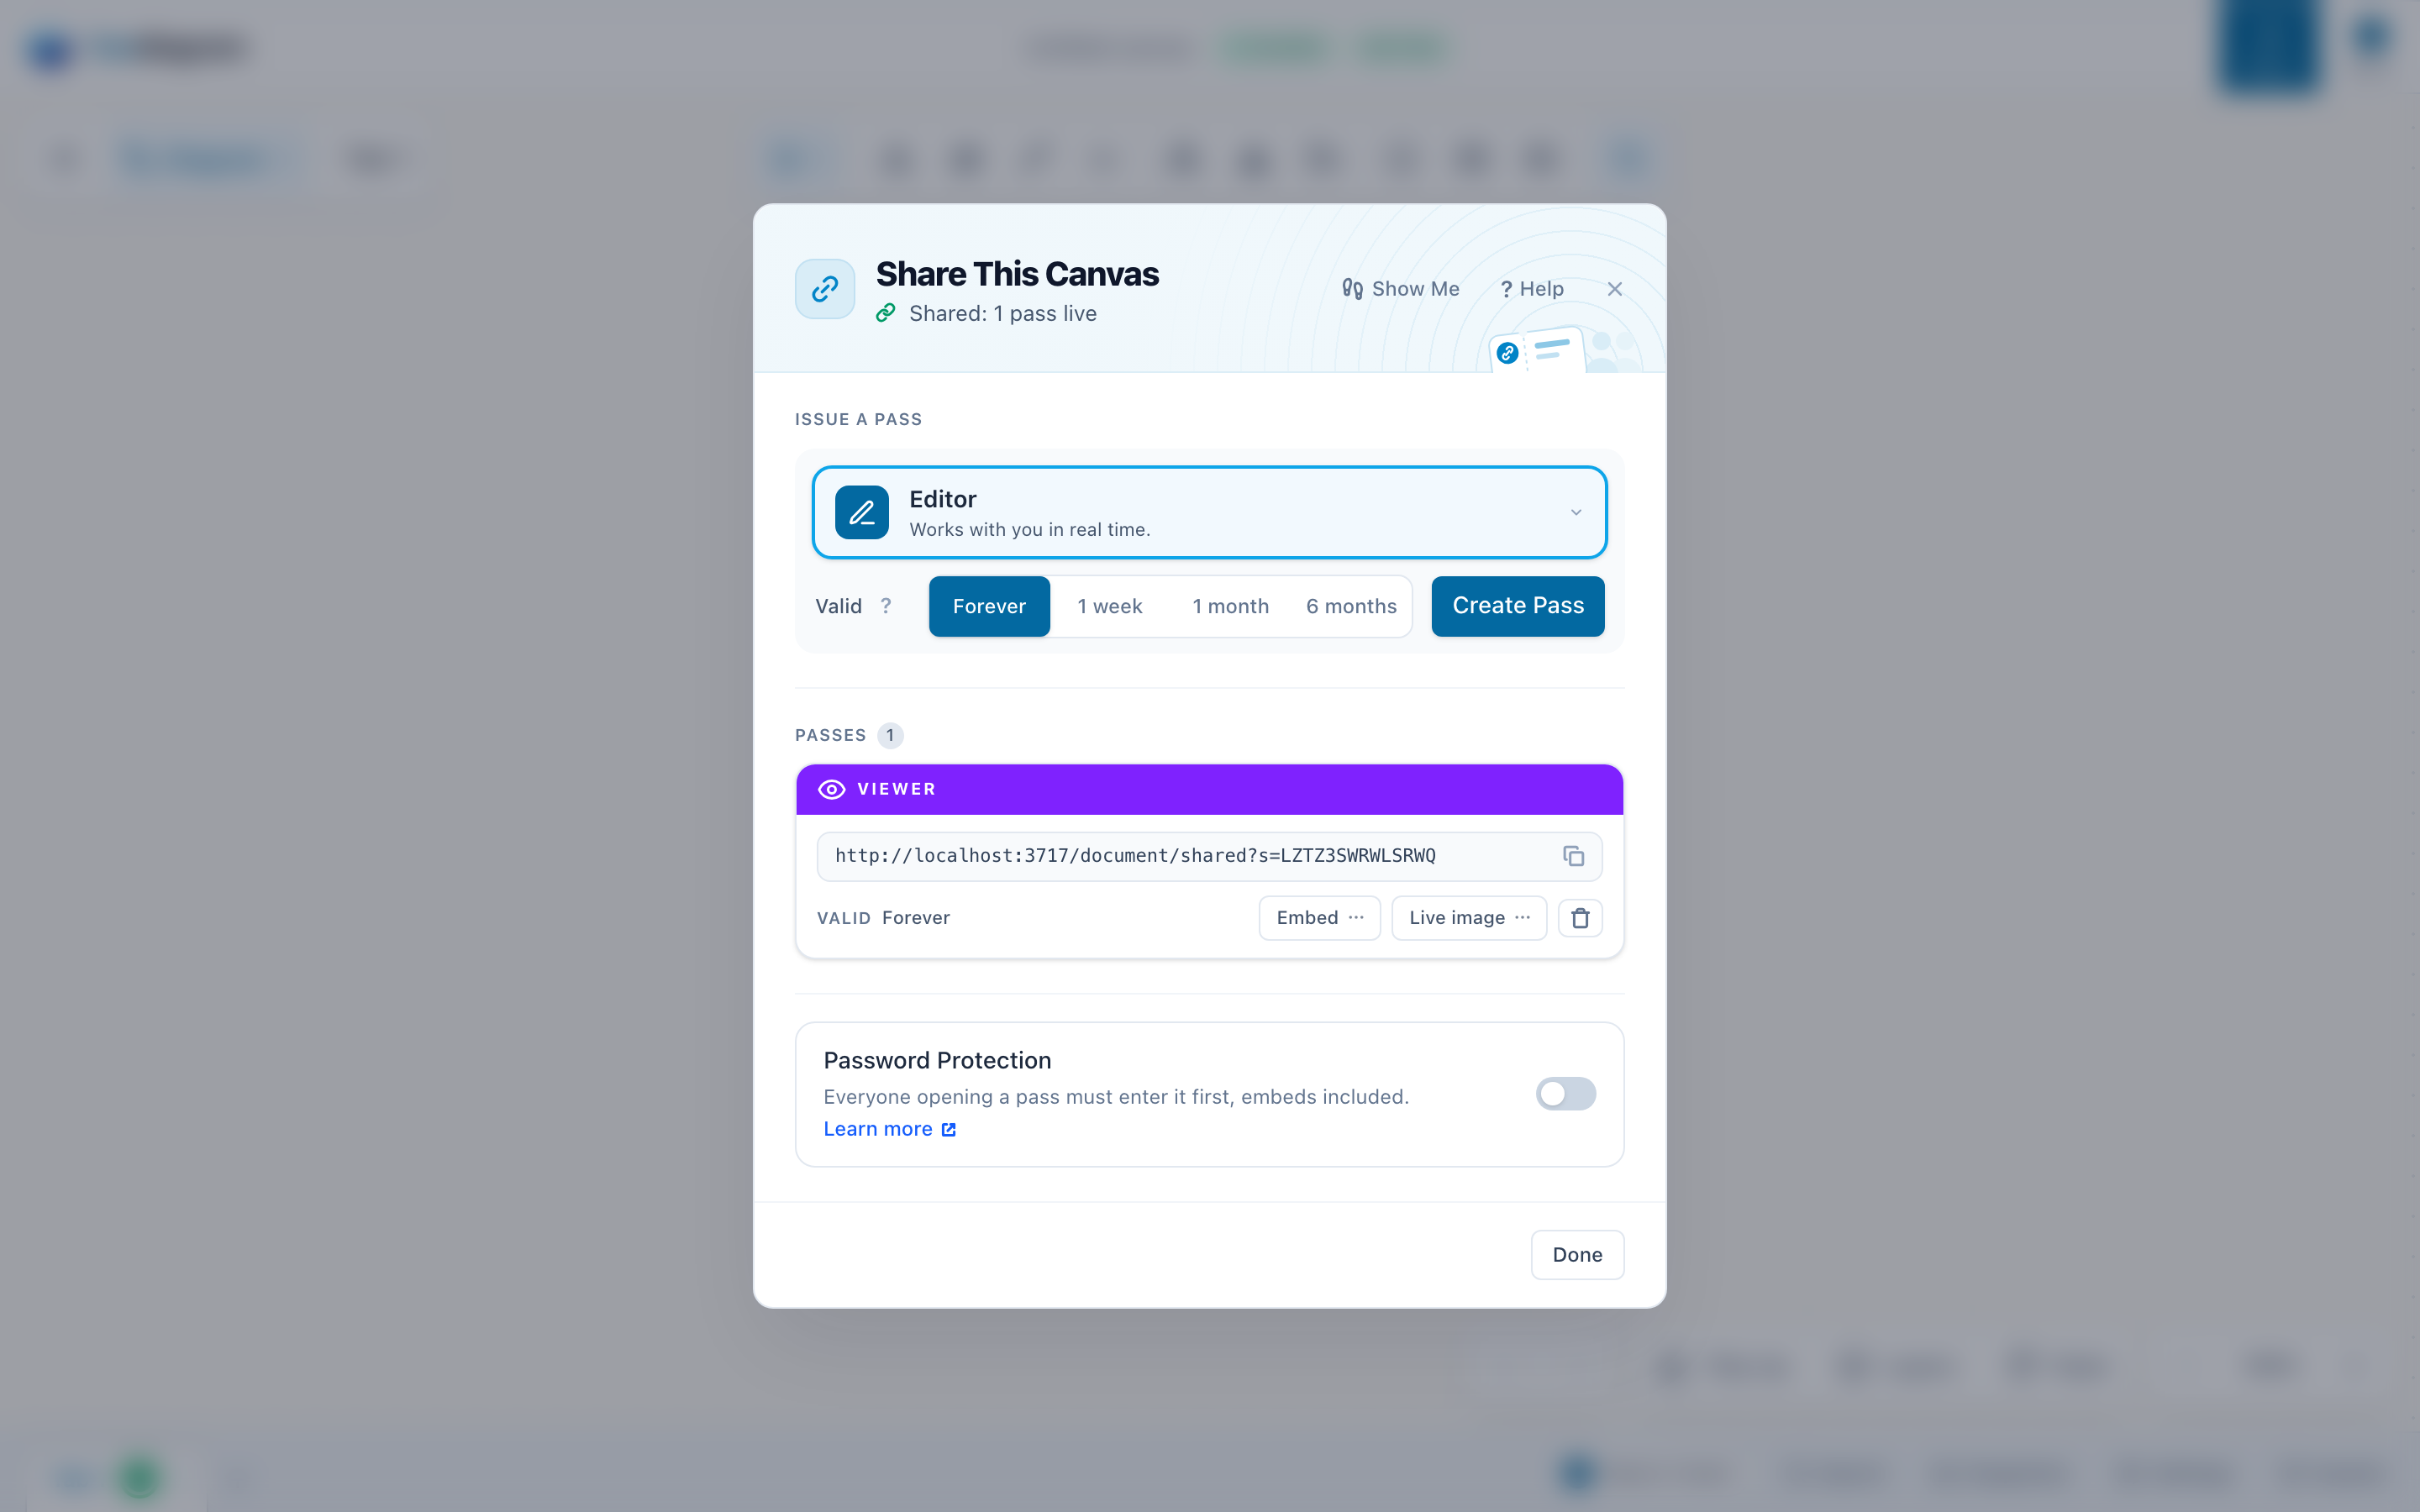 Share This Canvas
Shared: 1 pass live
Show Me
? Help
ISSUE A PASS
Editor
Works with you in real time.
Valid ?
Forever
1 week
1 month
6 months
Create Pass
PASSES 1
VIEWER
http://localhost:3717/document/shared?s=LZTZ3SWRWLSRWQ
VALID Forever
Embed ···
Live image ···
Password Protection
Everyone opening a pass must enter it first, embeds included.
Learn more
Done